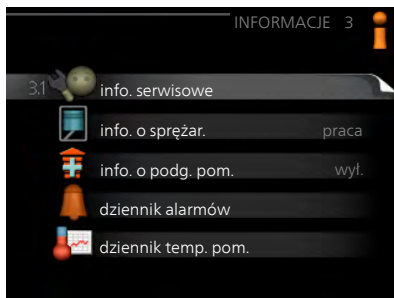 INFORMACJE 3
3.1 info. serwisowe
info. o sprężar. praca
info. o podg. pom. wył.
dziennik alarmów
dziennik temp. pom.